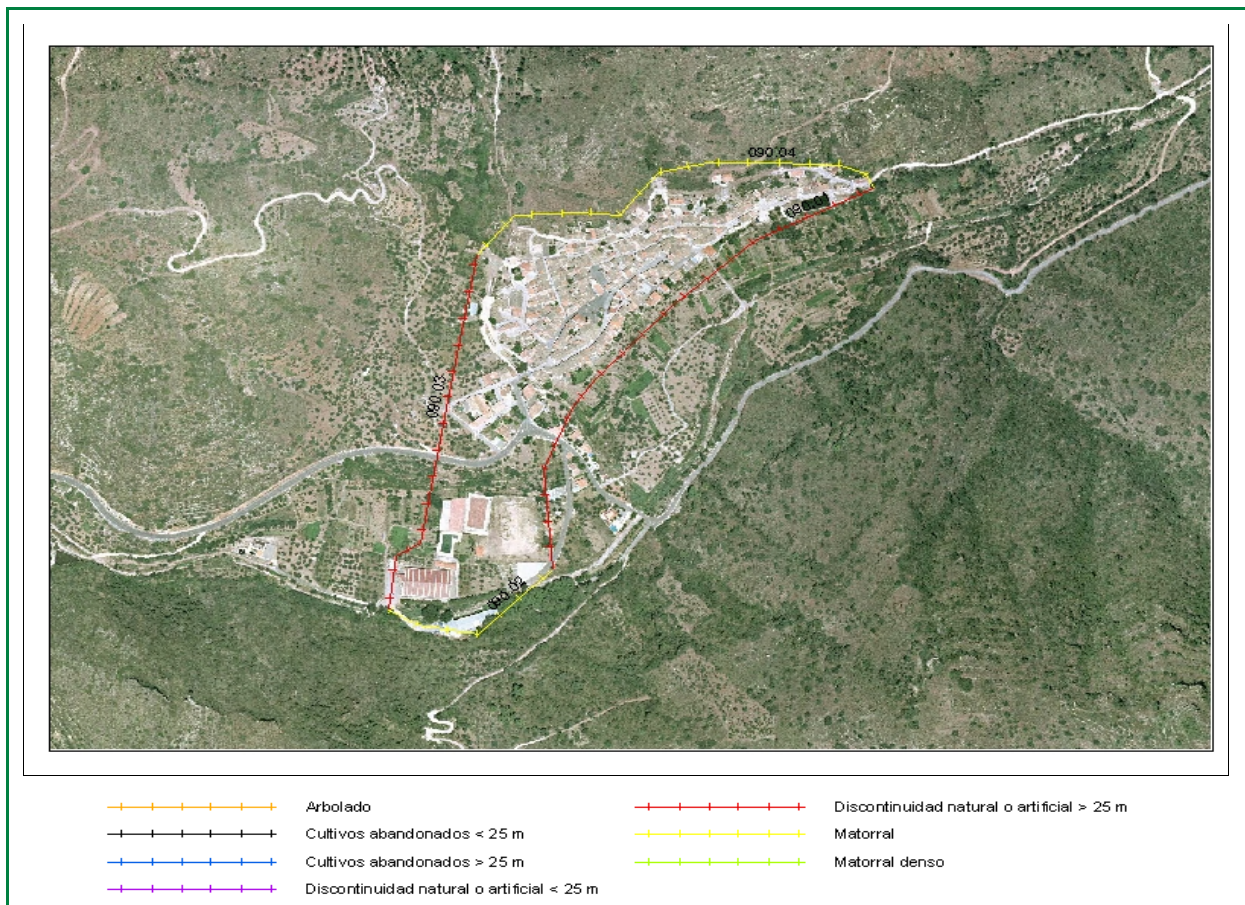 090.04
090.03
090.02
Arbolado
Cultivos abandonados < 25 m
Cultivos abandonados > 25 m
Discontinuidad natural o artificial < 25 m
Discontinuidad natural o artificial > 25 m
Matorral
Matorral denso